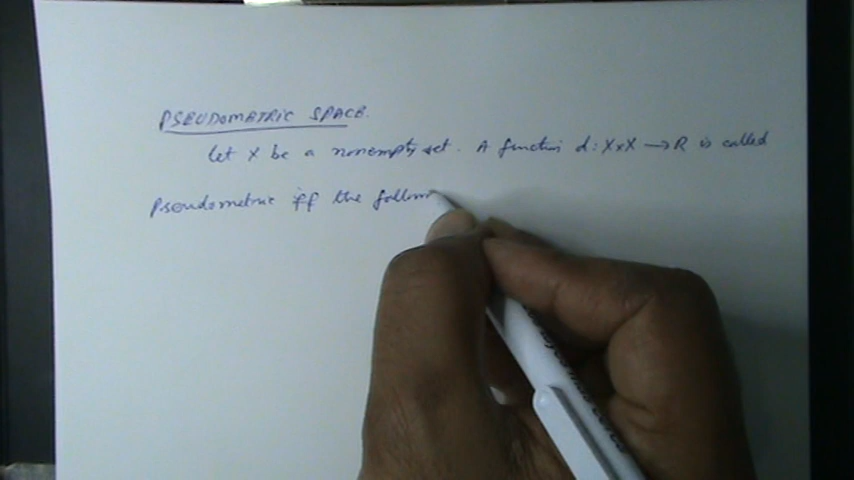 PSEUDOMETRIC SPACE.
Let X be a nonempty set. A function d: X x X → R is called
Pseudometric iff the follow